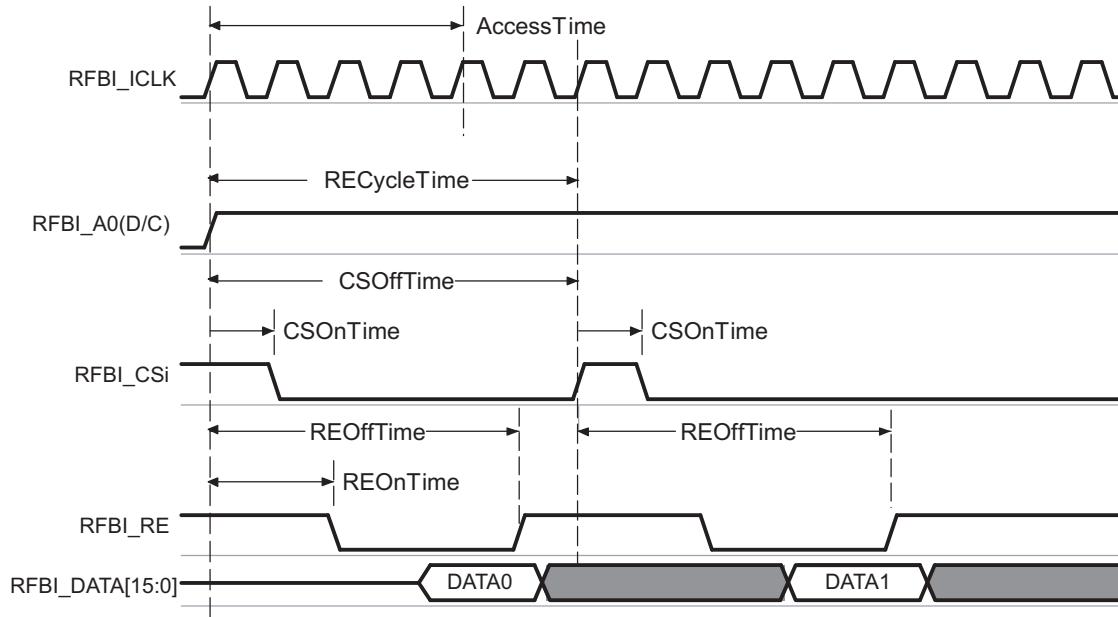 AccessTime
RFBI_ICLK
RECycleTime
RFBI_A0(D/C)
CSOffTime
CSOnTime
CSOnTime
RFBI_CSi
REOffTime
REOffTime
REOnTime
RFBI_RE
RFBI_DATA[15:0]
DATA0
DATA1